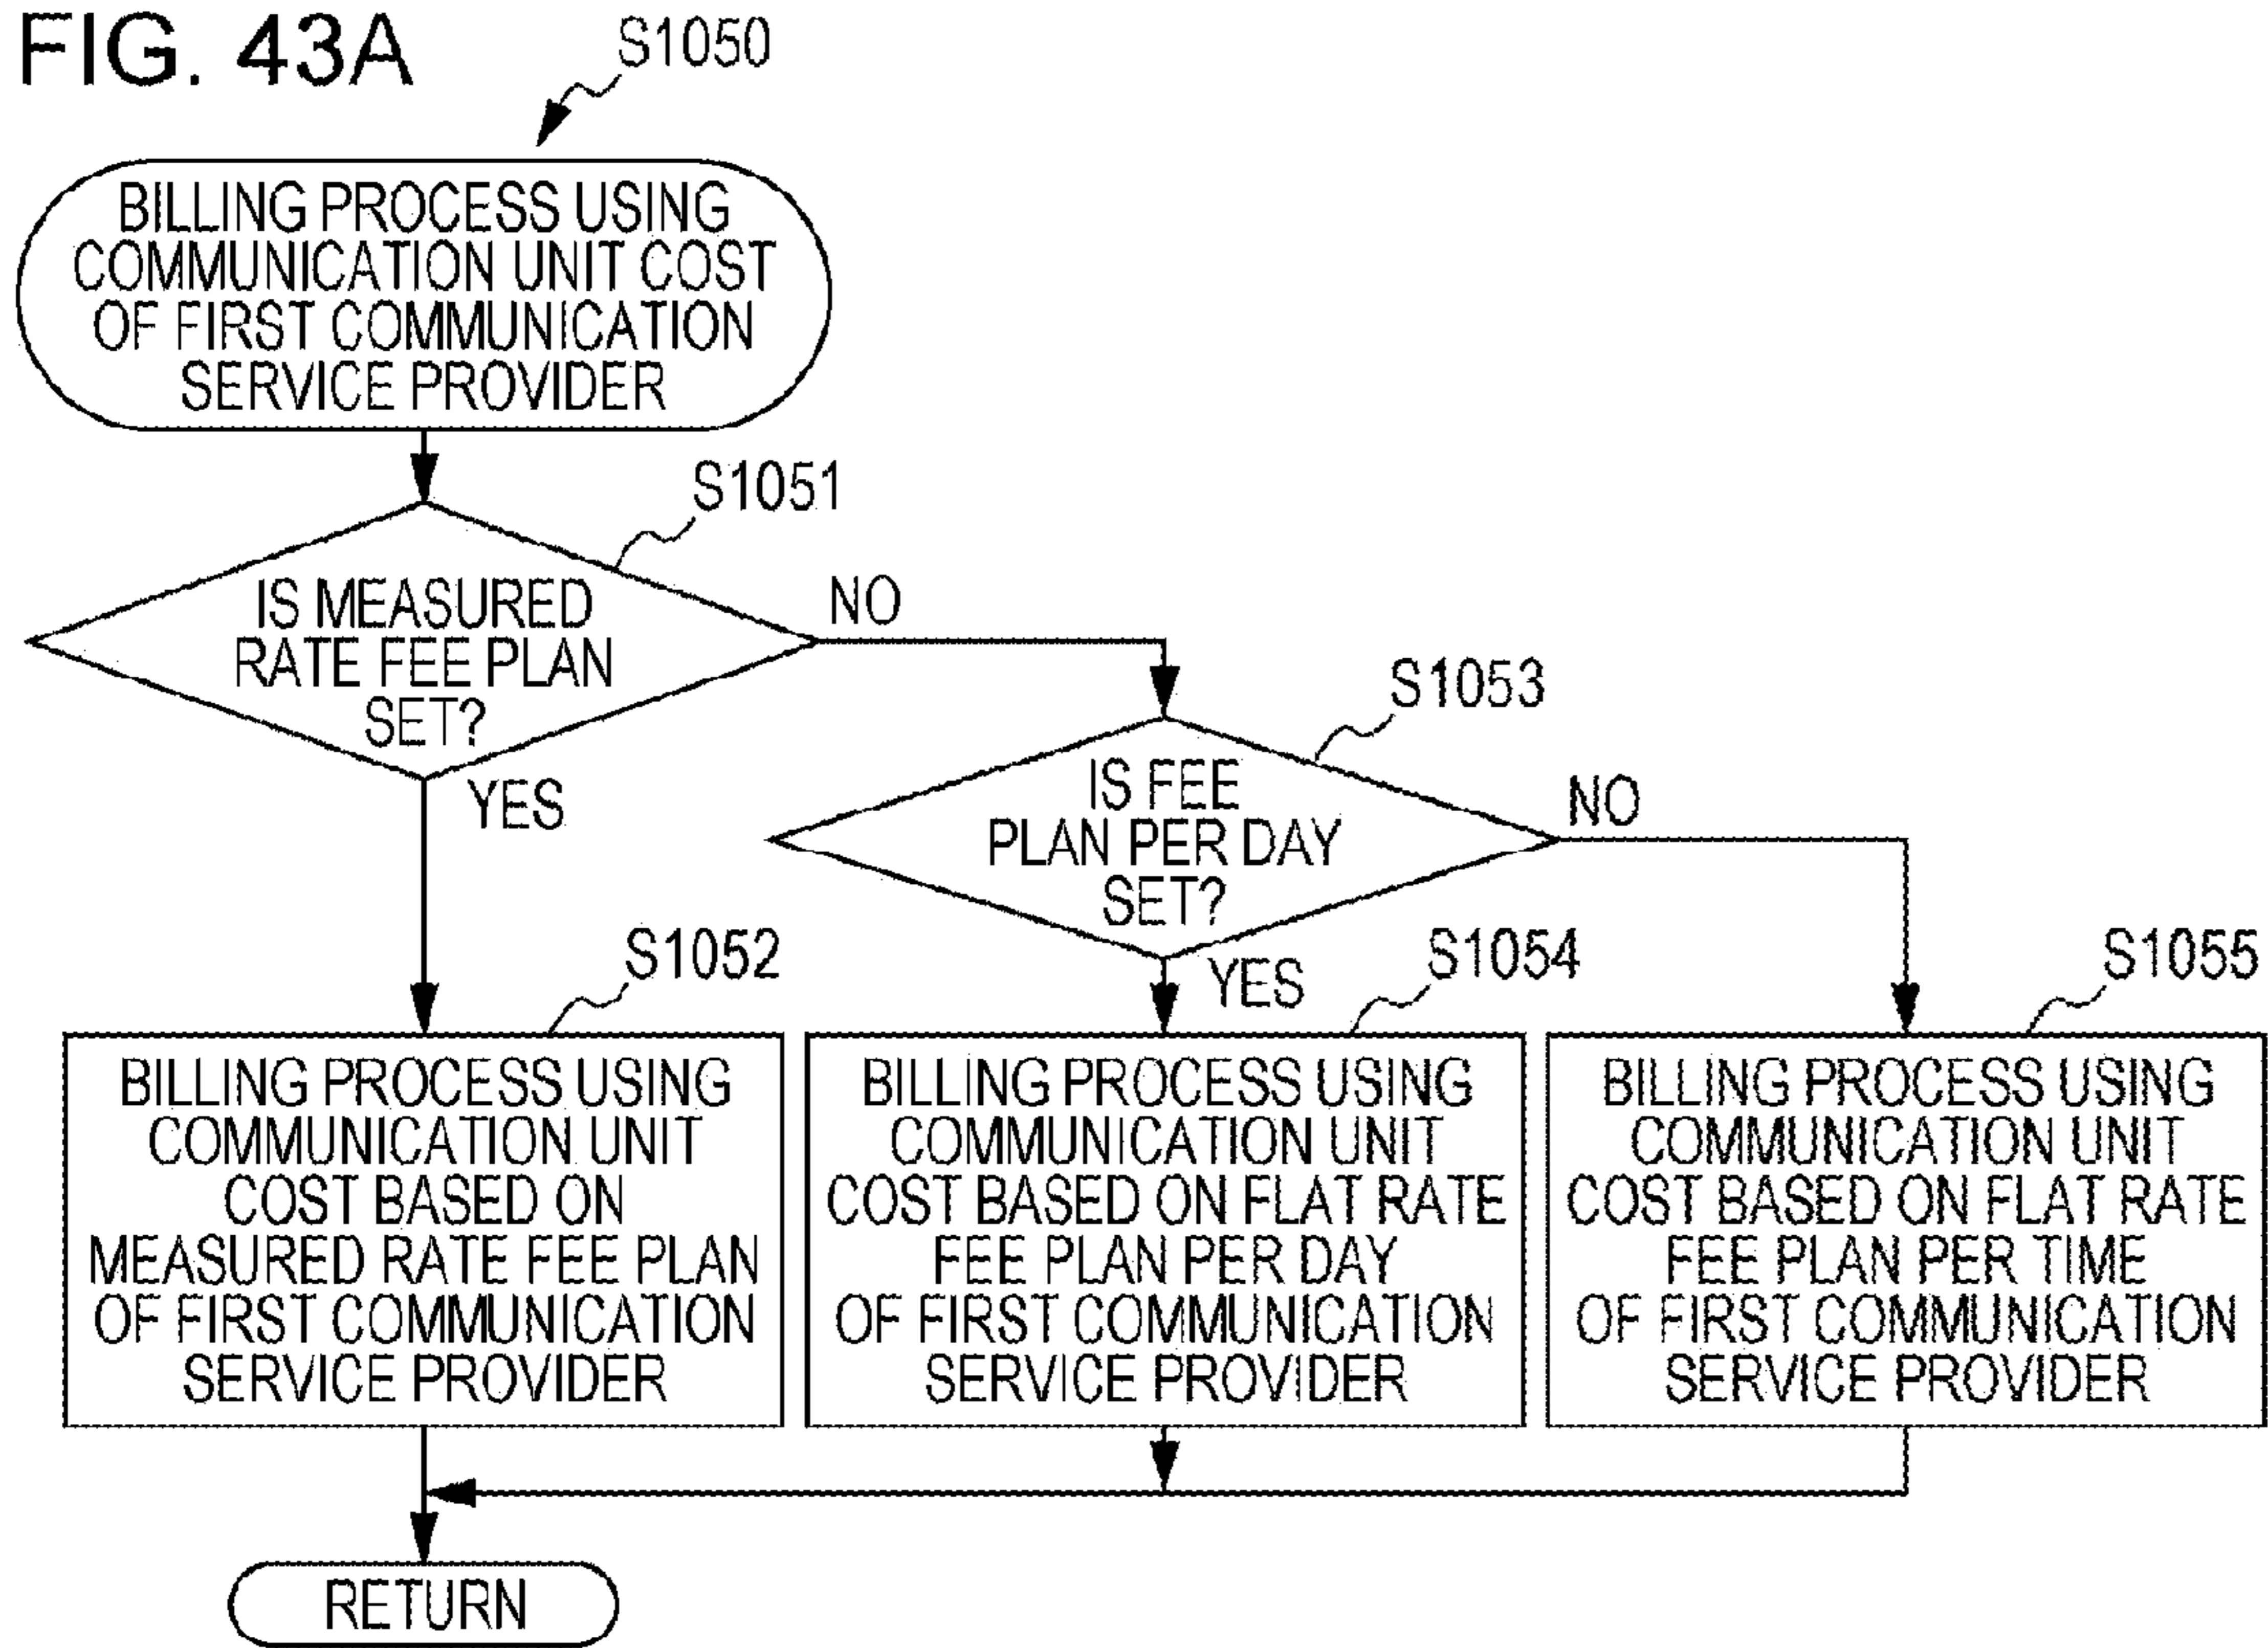 FIG. 43A
S1050
BILLING PROCESS USING
COMMUNICATION UNIT COST
OF FIRST COMMUNICATION
SERVICE PROVIDER
S1051
IS MEASURED
RATE FEE PLAN
SET?
NO
YES
S1053
IS FEE
PLAN PER DAY
SET?
NO
YES
S1052
BILLING PROCESS USING
COMMUNICATION UNIT
COST BASED ON
MEASURED RATE FEE PLAN
OF FIRST COMMUNICATION
SERVICE PROVIDER
S1054
BILLING PROCESS USING
COMMUNICATION UNIT
COST BASED ON FLAT RATE
FEE PLAN PER DAY
OF FIRST COMMUNICATION
SERVICE PROVIDER
S1055
BILLING PROCESS USING
COMMUNICATION UNIT
COST BASED ON FLAT RATE
FEE PLAN PER TIME
OF FIRST COMMUNICATION
SERVICE PROVIDER
RETURN